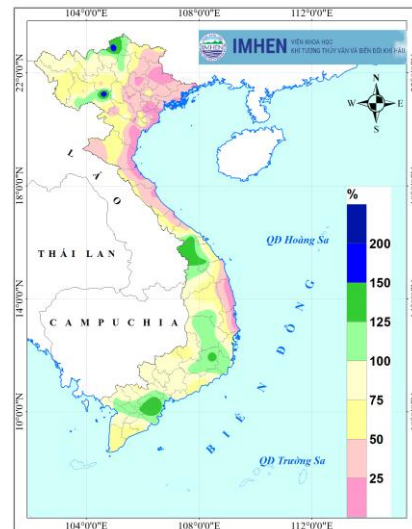 104°0'0"E 108°0'0"E 112°0'0"E
IMHEN
VIỆN KHOA HỌC
KHÍ TƯỢNG THỦY VĂN VÀ BIẾN ĐỔI KHÍ HẬU
22°0'0"N
N
W E
S
LÀO
18°0'0"N
%
QĐ Hoàng Sa
200
THÁI LAN
150
14°0'0"N
125
CAMPUCHIA
100
75
BIỂN ĐÔNG
10°0'0"N
50
QĐ Trường Sa
25
104°0'0"E 108°0'0"E 112°0'0"E